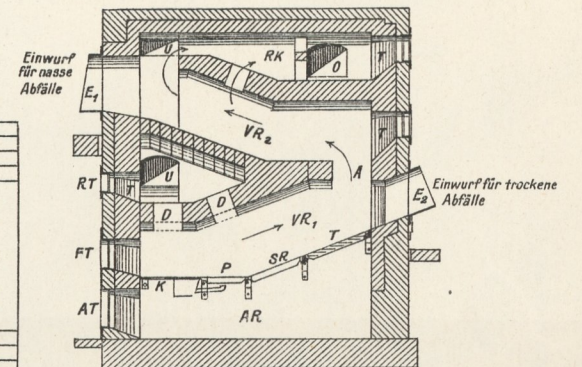 Einwurf
für nasse
Abfälle
E1
U
RK
O
T
VR2
T
A
Einwurf für trockene
Abfälle
E2
RT
T
U
D
D
VR1
FT
T
SR
P
K
AT
AR